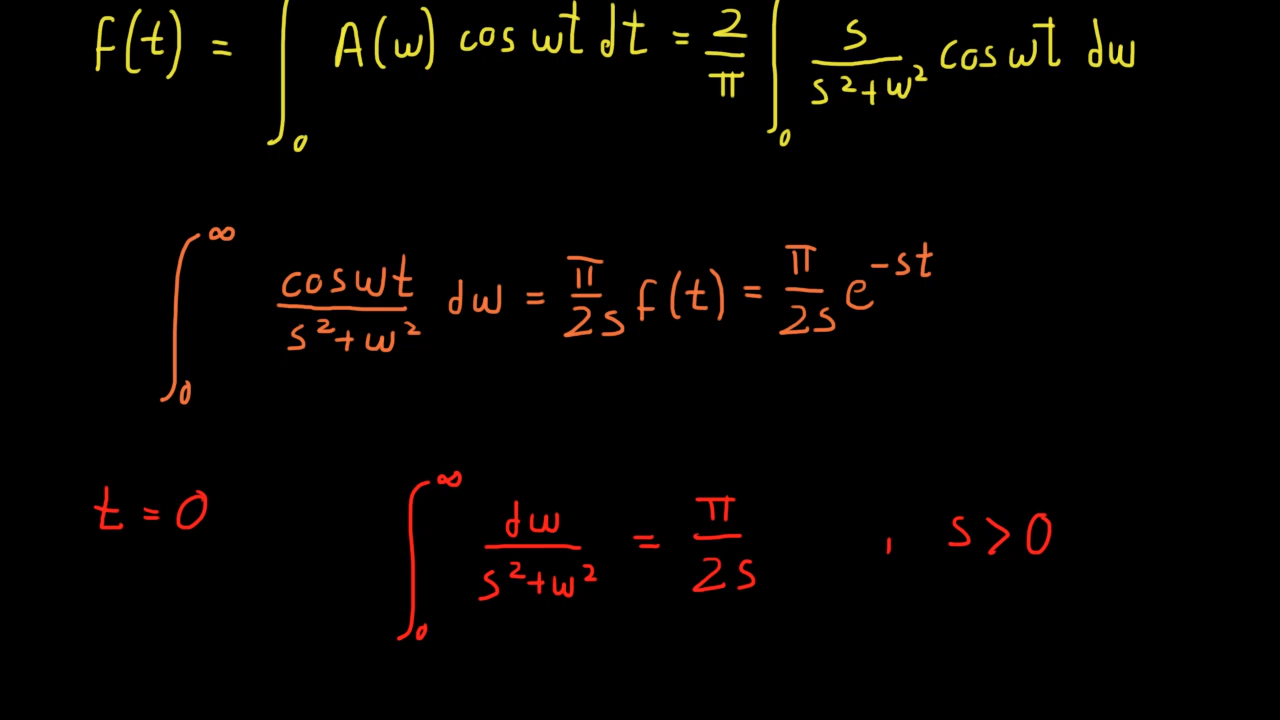 f(t) = ∫₀ A(w) cos wt dt = 2/π ∫₀ s/(s²+w²) cos wt dw
∫₀^∞ cos wt/(s²+w²) dw = π/2s f(t) = π/2s e^(-st)
t = 0 ∫₀^∞ dw/(s²+w²) = π/2s , s > 0